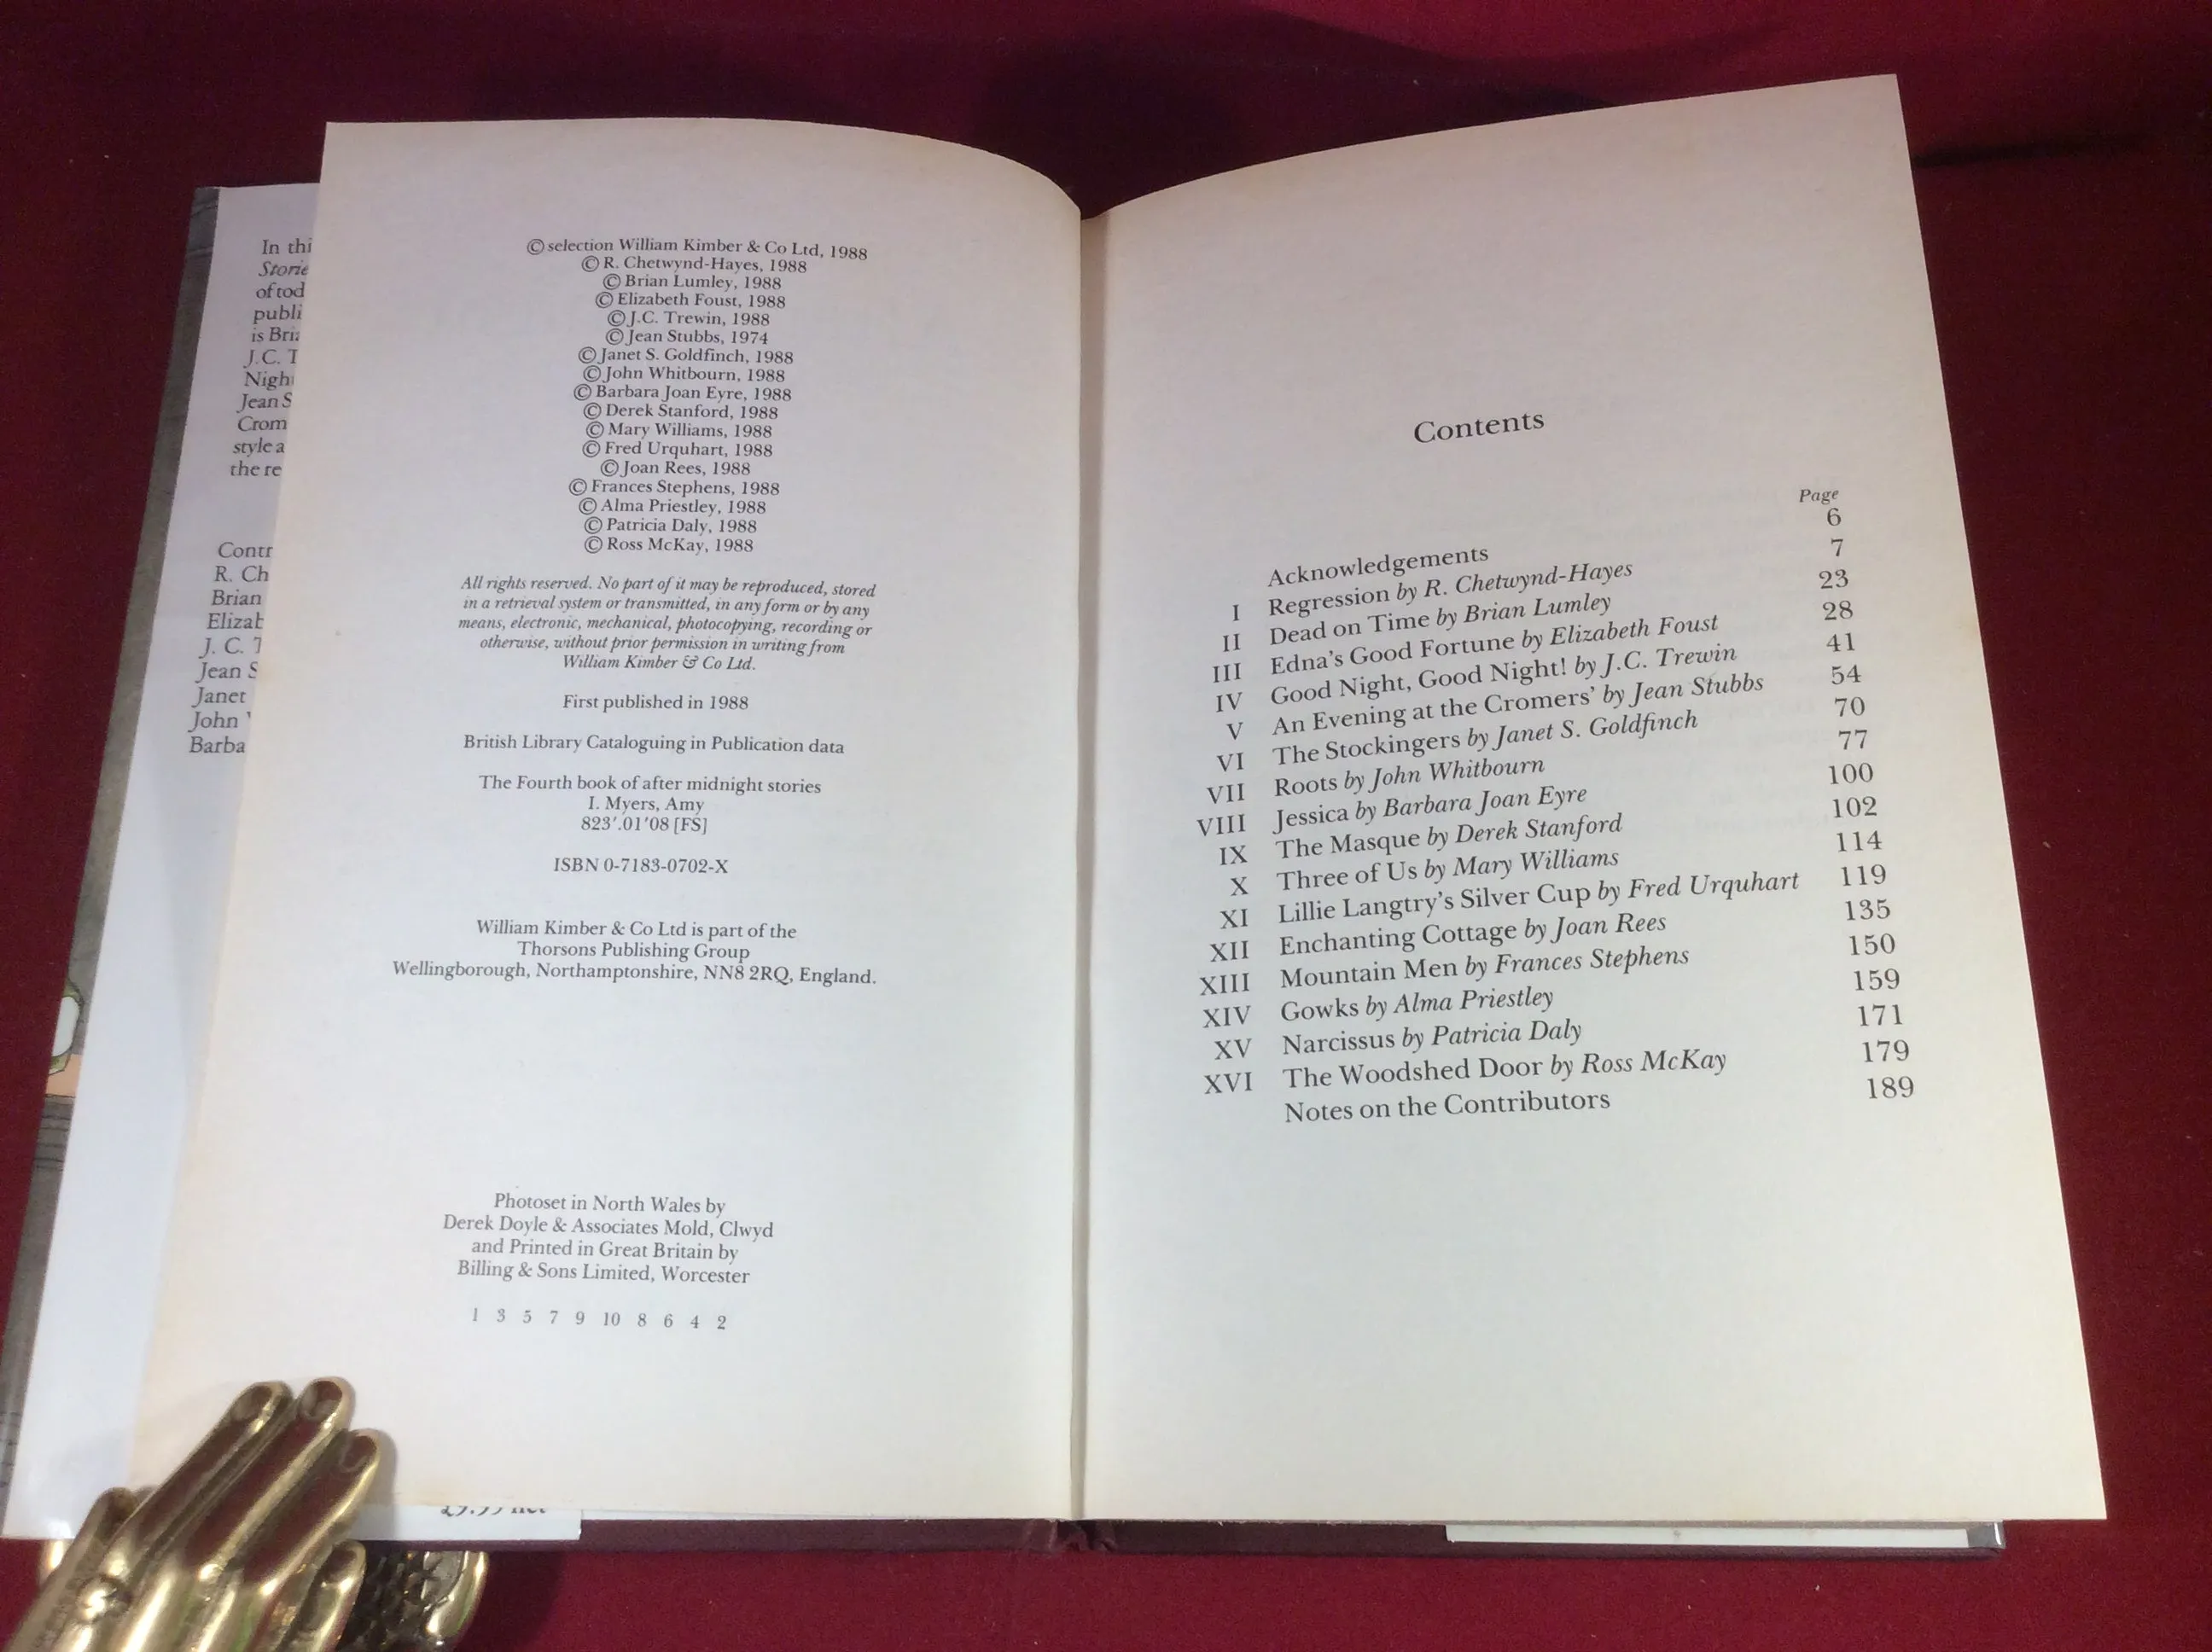 In
of
is
J.C.
Jean
style
the
R.
Brian
J. C.
Jean
Janet
John
© selection William Kimber & Co Ltd, 1988
© R. Chetwynd-Hayes, 1988
© Brian Lumley, 1988
© Elizabeth Foust, 1988
© J.C. Trewin, 1988
© Jean Stubbs, 1974
© Janet S. Goldfinch, 1988
© John Whitbourn, 1988
© Barbara Joan Eyre, 1988
© Derek Stanford, 1988
© Mary Williams, 1988
© Fred Urquhart, 1988
© Joan Rees, 1988
© Frances Stephens, 1988
© Alma Priestley, 1988
© Patricia Daly, 1988
© Ross McKay, 1988
All rights reserved. No part of it may be reproduced, stored
in a retrieval system or transmitted, in any form or by any
means, electronic, mechanical, photocopying, recording or
otherwise, without prior permission in writing from
William Kimber & Co Ltd.
First published in 1988
British Library Cataloguing in Publication data
The Fourth book of after midnight stories
I. Myers, Amy
823'.01'08 [FS]
ISBN 0-7183-0702-X
William Kimber & Co Ltd is part of the
Thorsons Publishing Group
Wellingborough, Northamptonshire, NN8 2RQ, England.
Photoset in North Wales by
Derek Doyle & Associates Mold, Clwyd
and Printed in Great Britain by
Billing & Sons Limited, Worcester
1 3 5 7 9 10 8 6 4 2
Contents
Page
Acknowledgements 6
I Regression by R. Chetwynd-Hayes 7
II Dead on Time by Brian Lumley 23
III Edna's Good Fortune by Elizabeth Foust 28
IV Good Night, Good Night! by J.C. Trewin 41
V An Evening at the Cromers' by Jean Stubbs 54
VI The Stockingers by Janet S. Goldfinch 70
VII Roots by John Whitbourn 77
VIII Jessica by Barbara Joan Eyre 100
IX The Masque by Derek Stanford 102
X Three of Us by Mary Williams 114
XI Lillie Langtry's Silver Cup by Fred Urquhart 119
XII Enchanting Cottage by Joan Rees 135
XIII Mountain Men by Frances Stephens 150
XIV Gowks by Alma Priestley 159
XV Narcissus by Patricia Daly 171
XVI The Woodshed Door by Ross McKay 179
Notes on the Contributors 189